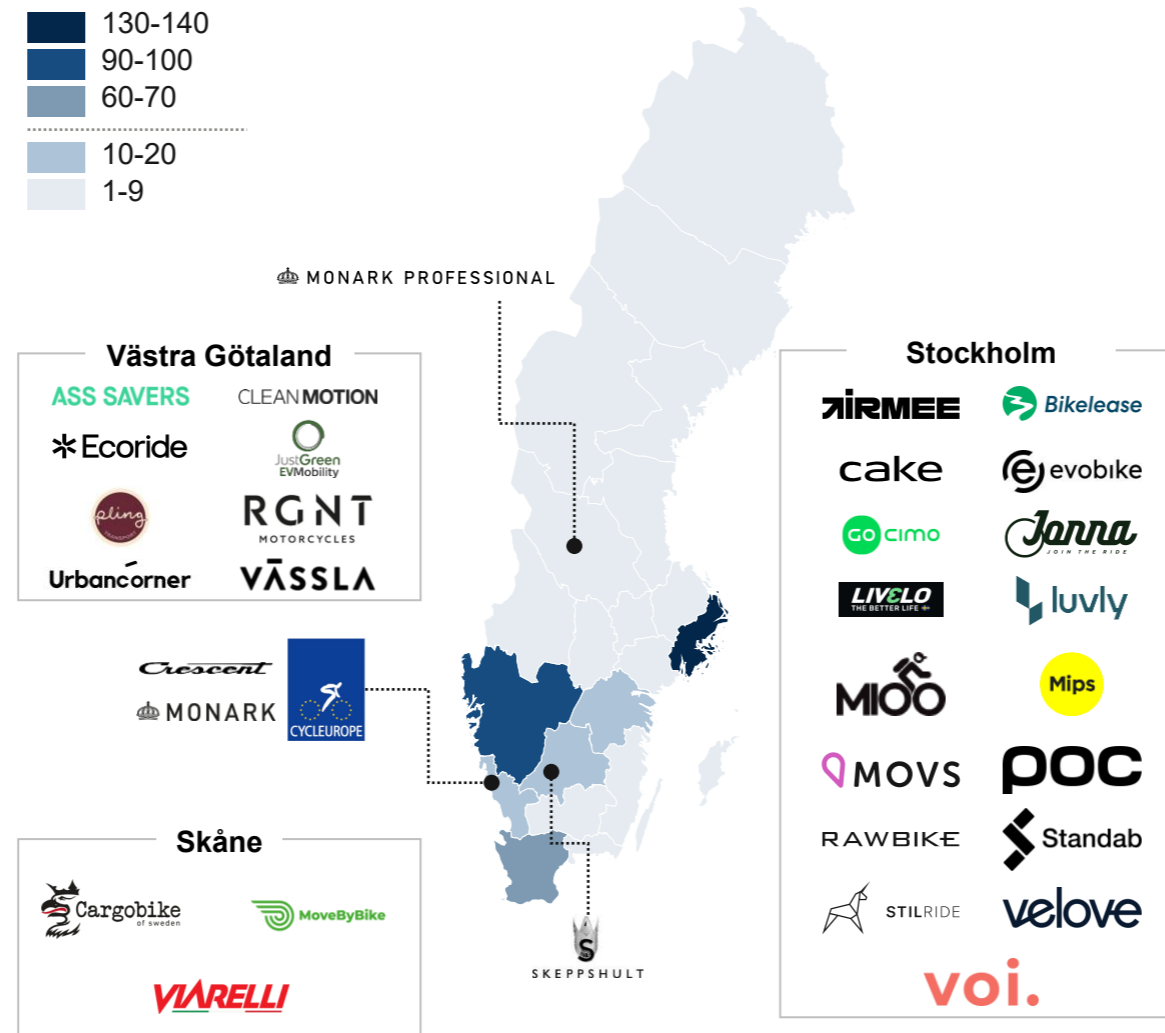 130-140
90-100
60-70
10-20
1-9
MONARK PROFESSIONAL
Västra Götaland
ASS SAVERS
CLEAN MOTION
Ecoride
JustGreen
EVMobility
pling
TRANSPORT
RGNT
MOTORCYCLES
Urbancorner
VÄSSLA
Crescent
MONARK
CYCLEUROPE
Skåne
Cargobike
of sweden
MoveByBike
VIARELLI
S
SKEPPSHULT
Stockholm
AIRMEE
Bikelease
cake
evobike
GO CIMO
Jonna
JOIN THE RIDE
LIVELO
THE BETTER LIFE
luvly
MIOO
Mips
MOVS
POC
RAWBIKE
Standab
STILRIDE
velove
voi.